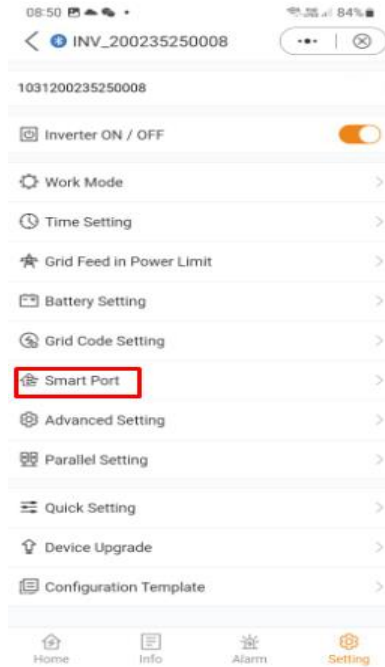 08:50 84%
INV_200235250008
1031200235250008
Inverter ON / OFF
Work Mode
Time Setting
Grid Feed in Power Limit
Battery Setting
Grid Code Setting
Smart Port
Advanced Setting
Parallel Setting
Quick Setting
Device Upgrade
Configuration Template
Home Info Alarm Setting